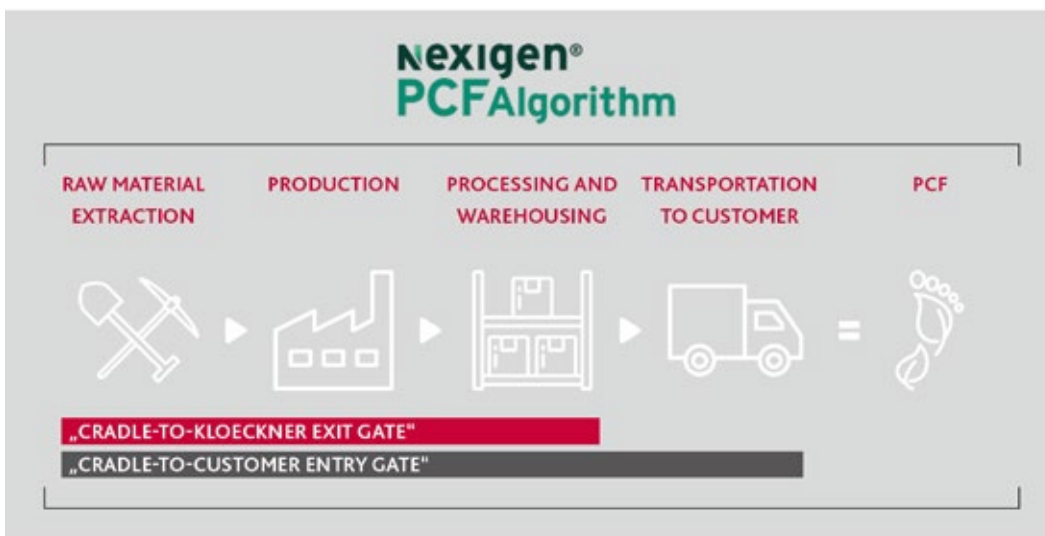 Nexigen®
PCFAlgorithm
RAW MATERIAL
EXTRACTION
PRODUCTION
PROCESSING AND
WAREHOUSING
TRANSPORTATION
TO CUSTOMER
PCF
„CRADLE-TO-KLOECKNER EXIT GATE“
„CRADLE-TO-CUSTOMER ENTRY GATE“